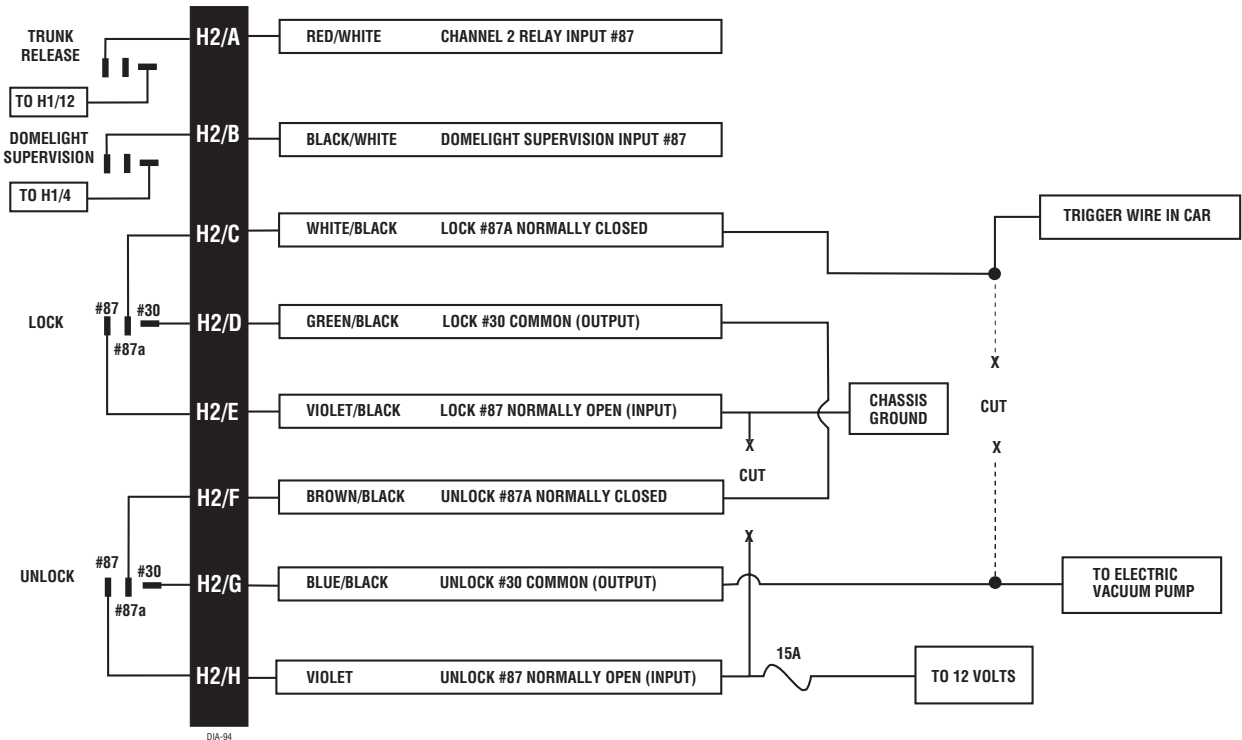 TRUNK
RELEASE
H2/A
RED/WHITE CHANNEL 2 RELAY INPUT #87
TO H1/12
DOMELIGHT
SUPERVISION
H2/B
BLACK/WHITE DOMELIGHT SUPERVISION INPUT #87
TO H1/4
H2/C
WHITE/BLACK LOCK #87A NORMALLY CLOSED
TRIGGER WIRE IN CAR
LOCK
#87
#30
#87a
H2/D
GREEN/BLACK LOCK #30 COMMON (OUTPUT)
X
CUT
X
H2/E
VIOLET/BLACK LOCK #87 NORMALLY OPEN (INPUT)
CHASSIS
GROUND
X
CUT
X
H2/F
BROWN/BLACK UNLOCK #87A NORMALLY CLOSED
UNLOCK
#87
#30
#87a
H2/G
BLUE/BLACK UNLOCK #30 COMMON (OUTPUT)
TO ELECTRIC
VACUUM PUMP
H2/H
VIOLET UNLOCK #87 NORMALLY OPEN (INPUT)
15A
TO 12 VOLTS
DIA-94